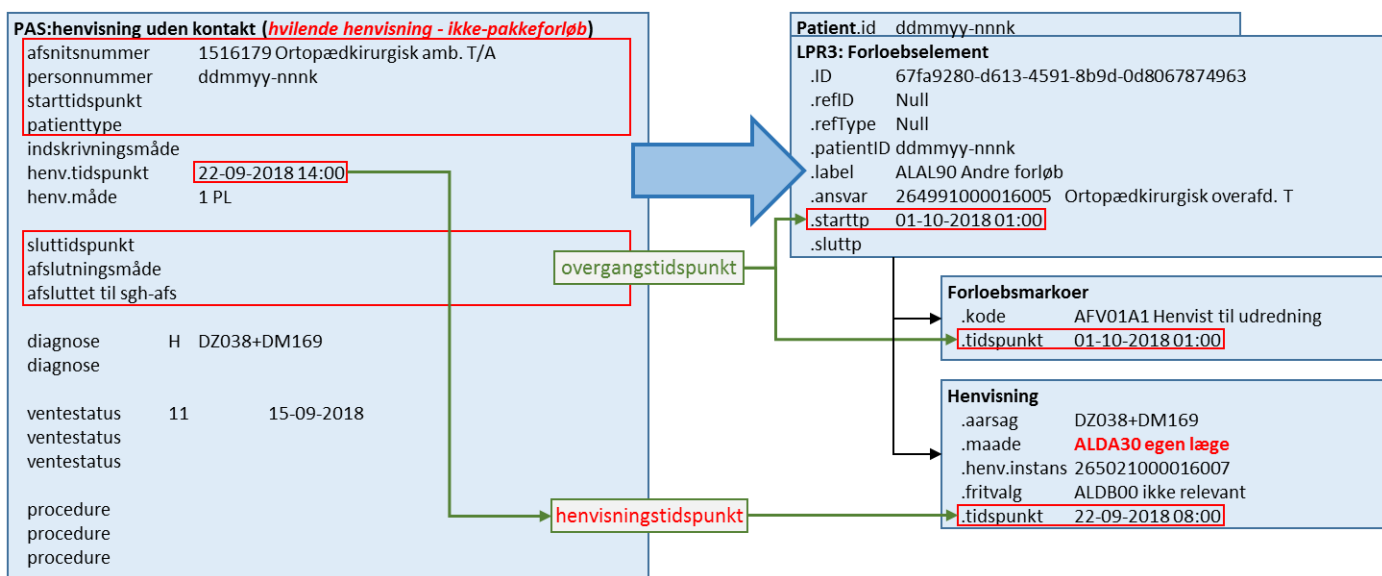 PAS:henvisning uden kontakt (hvilende henvisning - ikke-pakkeforløb)
afsnitsnummer 1516179 Ortopædkirurgisk amb. T/A
personnummer ddmmyy-nnnk
starttidspunkt
patienttype
indskrivningsmåde
henv.tidspunkt 22-09-2018 14:00
henv.måde 1 PL
sluttidspunkt
afslutningsmåde
afsluttet til sgh-afs
diagnose H DZ038+DM169
diagnose
ventestatus 11 15-09-2018
ventestatus
ventestatus
procedure
procedure
procedure
overgangstidspunkt
henvisningstidspunkt
Patient.id ddmmyy-nnnk
LPR3: Forloebselement
.ID 67fa9280-d613-4591-8b9d-0d8067874963
.refID Null
.refType Null
.patientID ddmmyy-nnnk
.label ALAL90 Andre forløb
.ansvar 264991000016005 Ortopædkirurgisk overafd. T
.starttp 01-10-2018 01:00
.sluttp
Forloebsmarkoer
.kode AFV01A1 Henvist til udredning
.tidspunkt 01-10-2018 01:00
Henvisning
.aarsag DZ038+DM169
.maade ALDA30 egen læge
.henv.instans 265021000016007
.fritvalg ALDB00 ikke relevant
.tidspunkt 22-09-2018 08:00